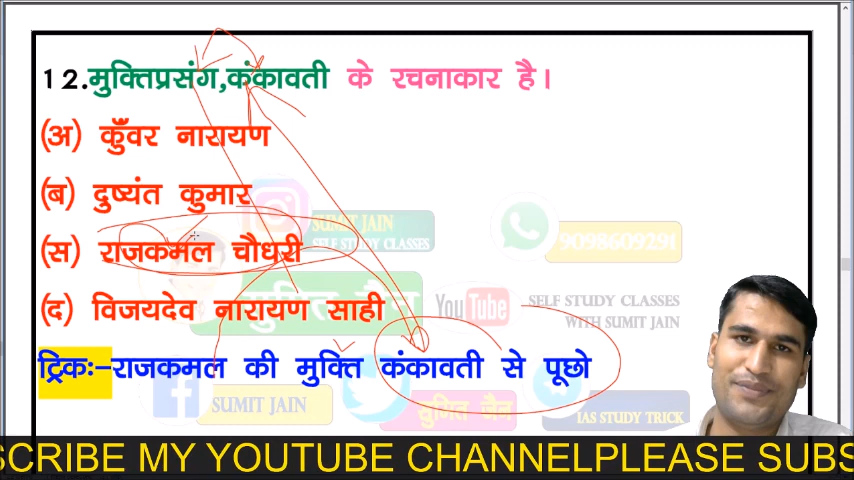 12.मुक्तिप्रसंग,कंकावती के रचनाकार है।
(अ) कुँवर नारायण
(ब) दुष्यंत कुमार
SUMIT JAIN
SELF STUDY CLASSES
9098609291
(स) राजकमल चौधरी
(द) विजयदेव नारायण साही
सुमित जैन
YouTube
SELF STUDY CLASSES
WITH SUMIT JAIN
ट्रिकः-राजकमल की मुक्ति कंकावती से पूछो
SUMIT JAIN
सुमित जैन
IAS STUDY TRICK
SCRIBE MY YOUTUBE CHANNELPLEASE SUBS